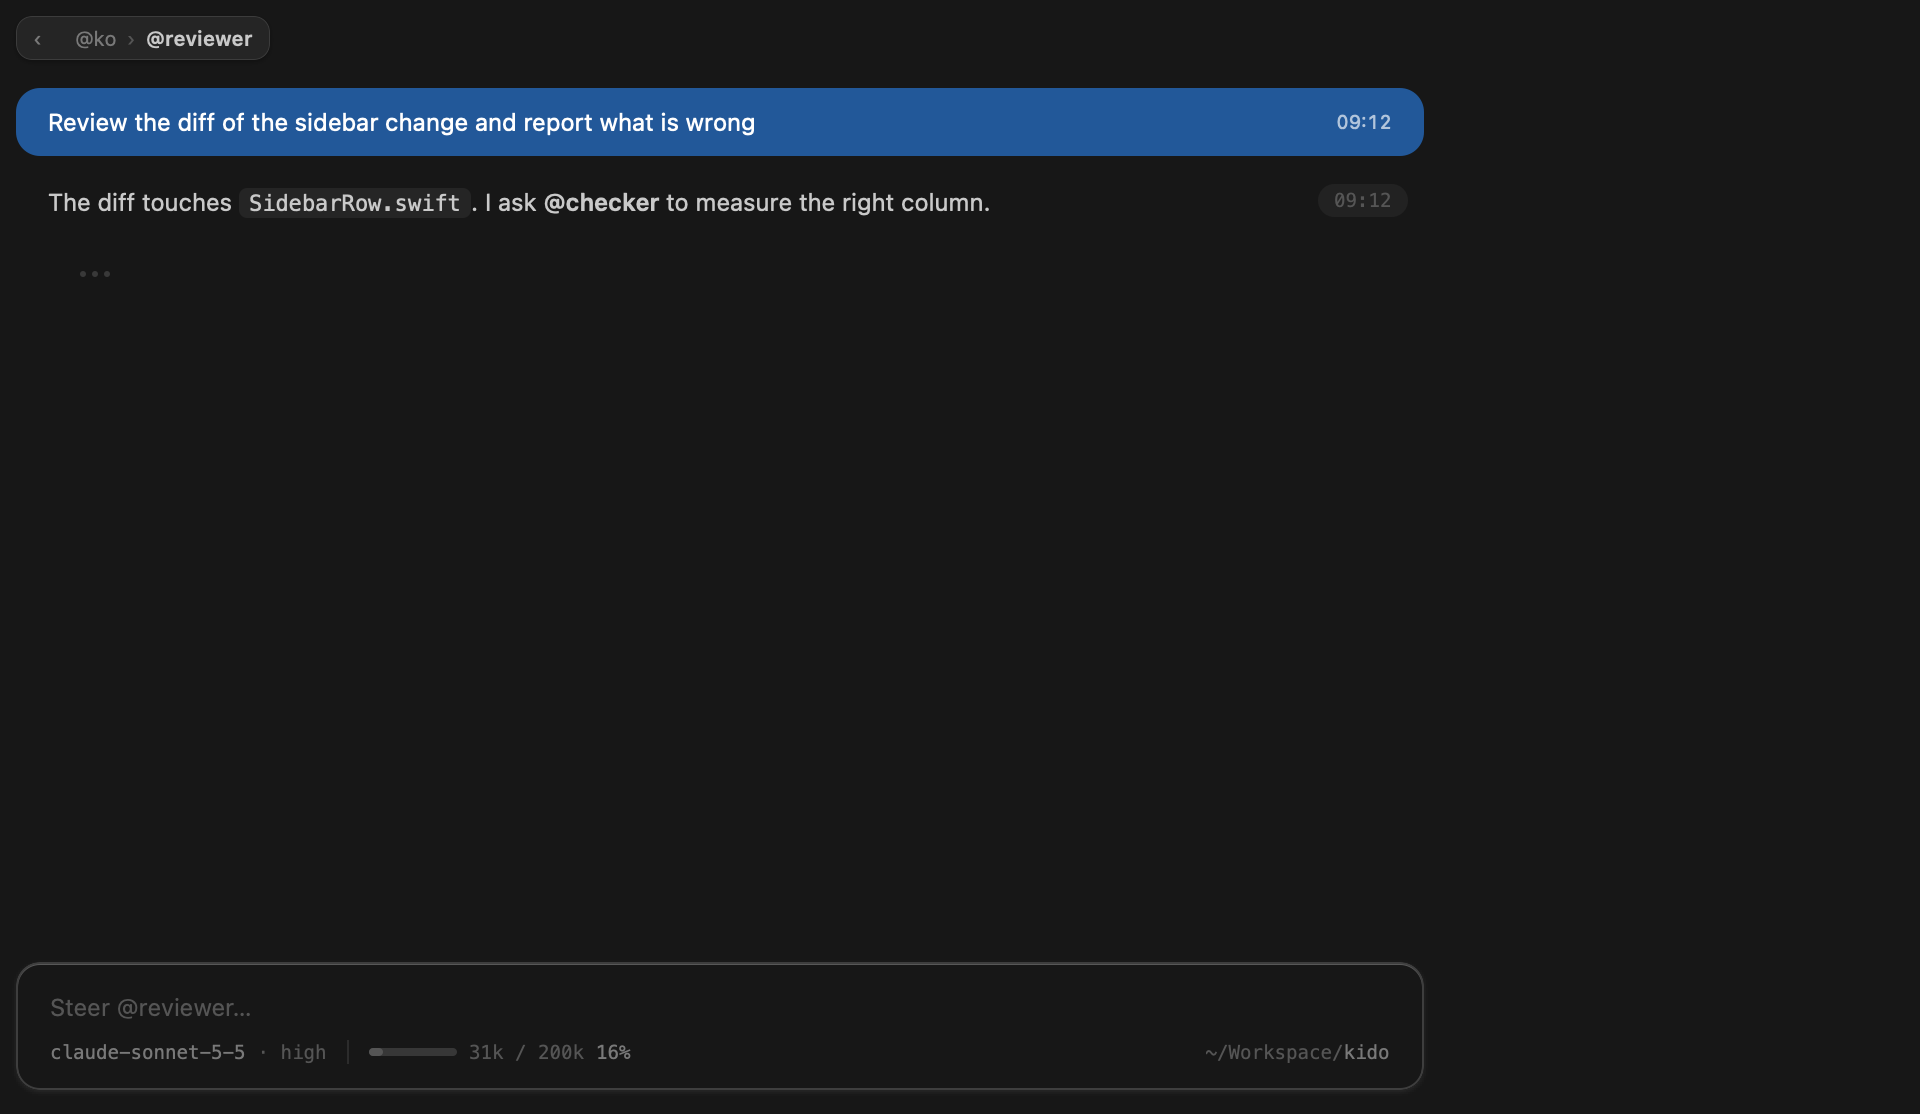 ‹ @ko › @reviewer
Review the diff of the sidebar change and report what is wrong 09:12
The diff touches SidebarRow.swift. I ask @checker to measure the right column. 09:12
•••
Steer @reviewer...
claude-sonnet-5-5 · high | 31k / 200k 16% ~/Workspace/kido